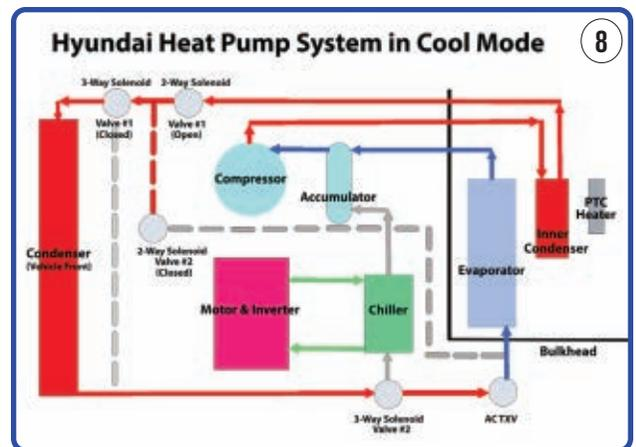 Hyundai Heat Pump System in Cool Mode
8
3-Way Solenoid
2-Way Solenoid
Valve #1
(Closed)
Valve #1
(Open)
Compressor
Accumulator
PTC
Heater
Inner
Condenser
2-Way Solenoid
Valve #2
(Closed)
Condenser
(Vehicle Front)
Evaporator
Motor & Inverter
Chiller
Bulkhead
3-Way Solenoid
Valve #2
ACTXV